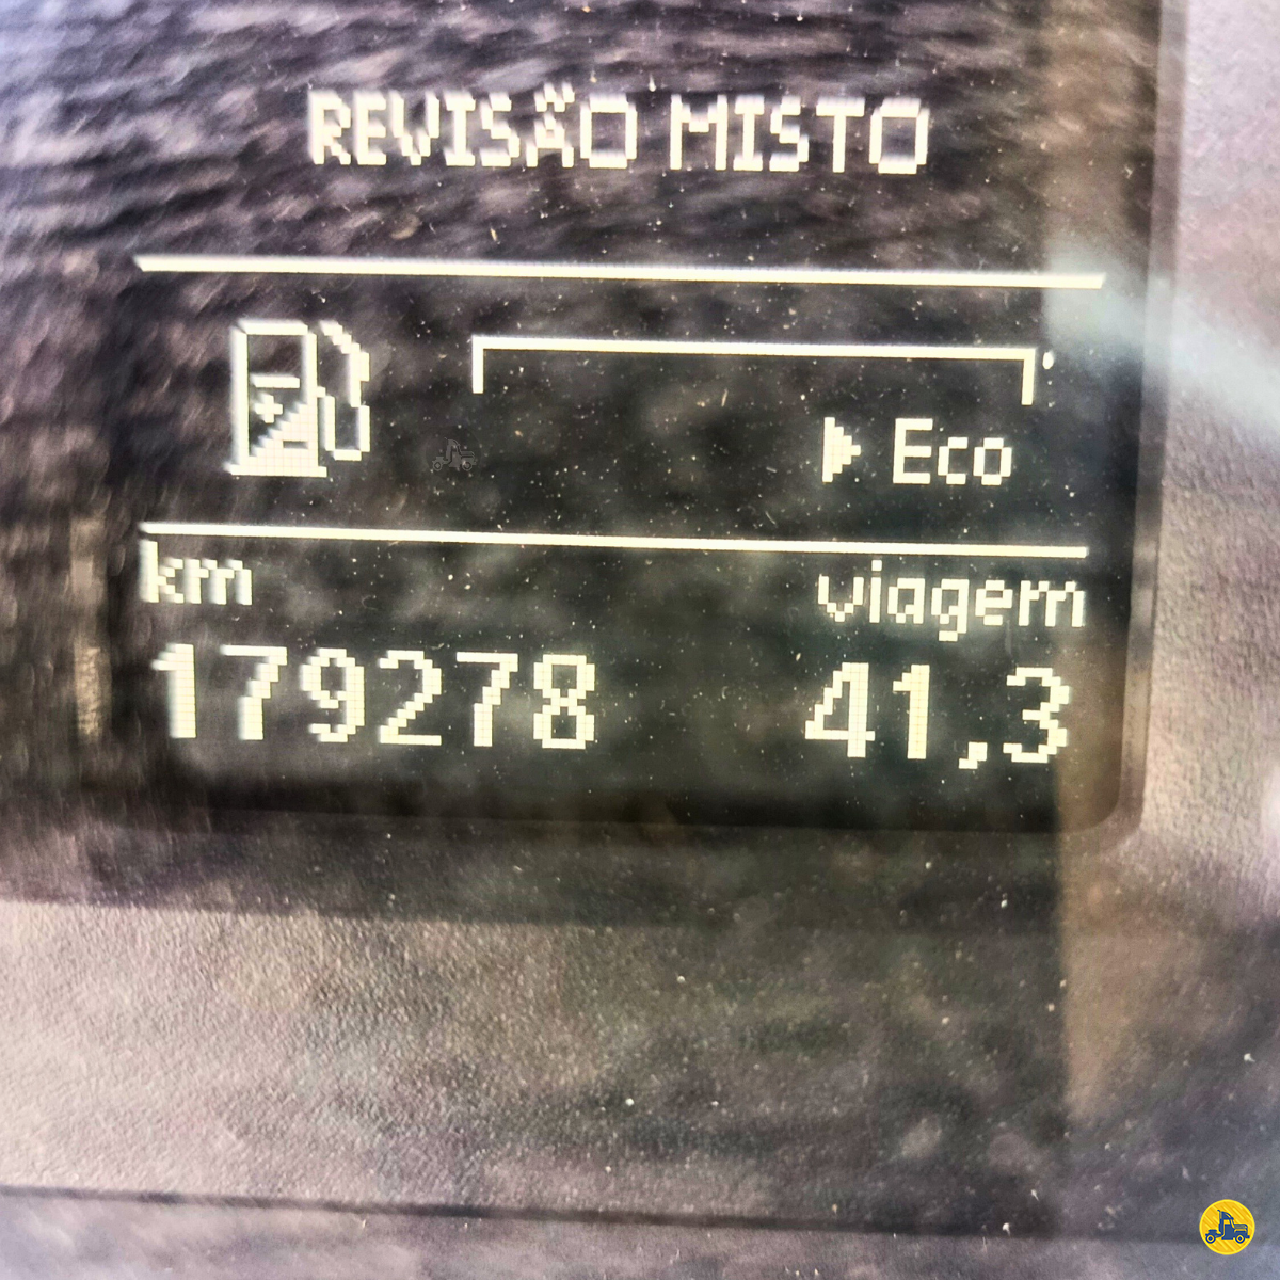 REVISÃO MISTO
Eco
km
viagem
179278
41,3